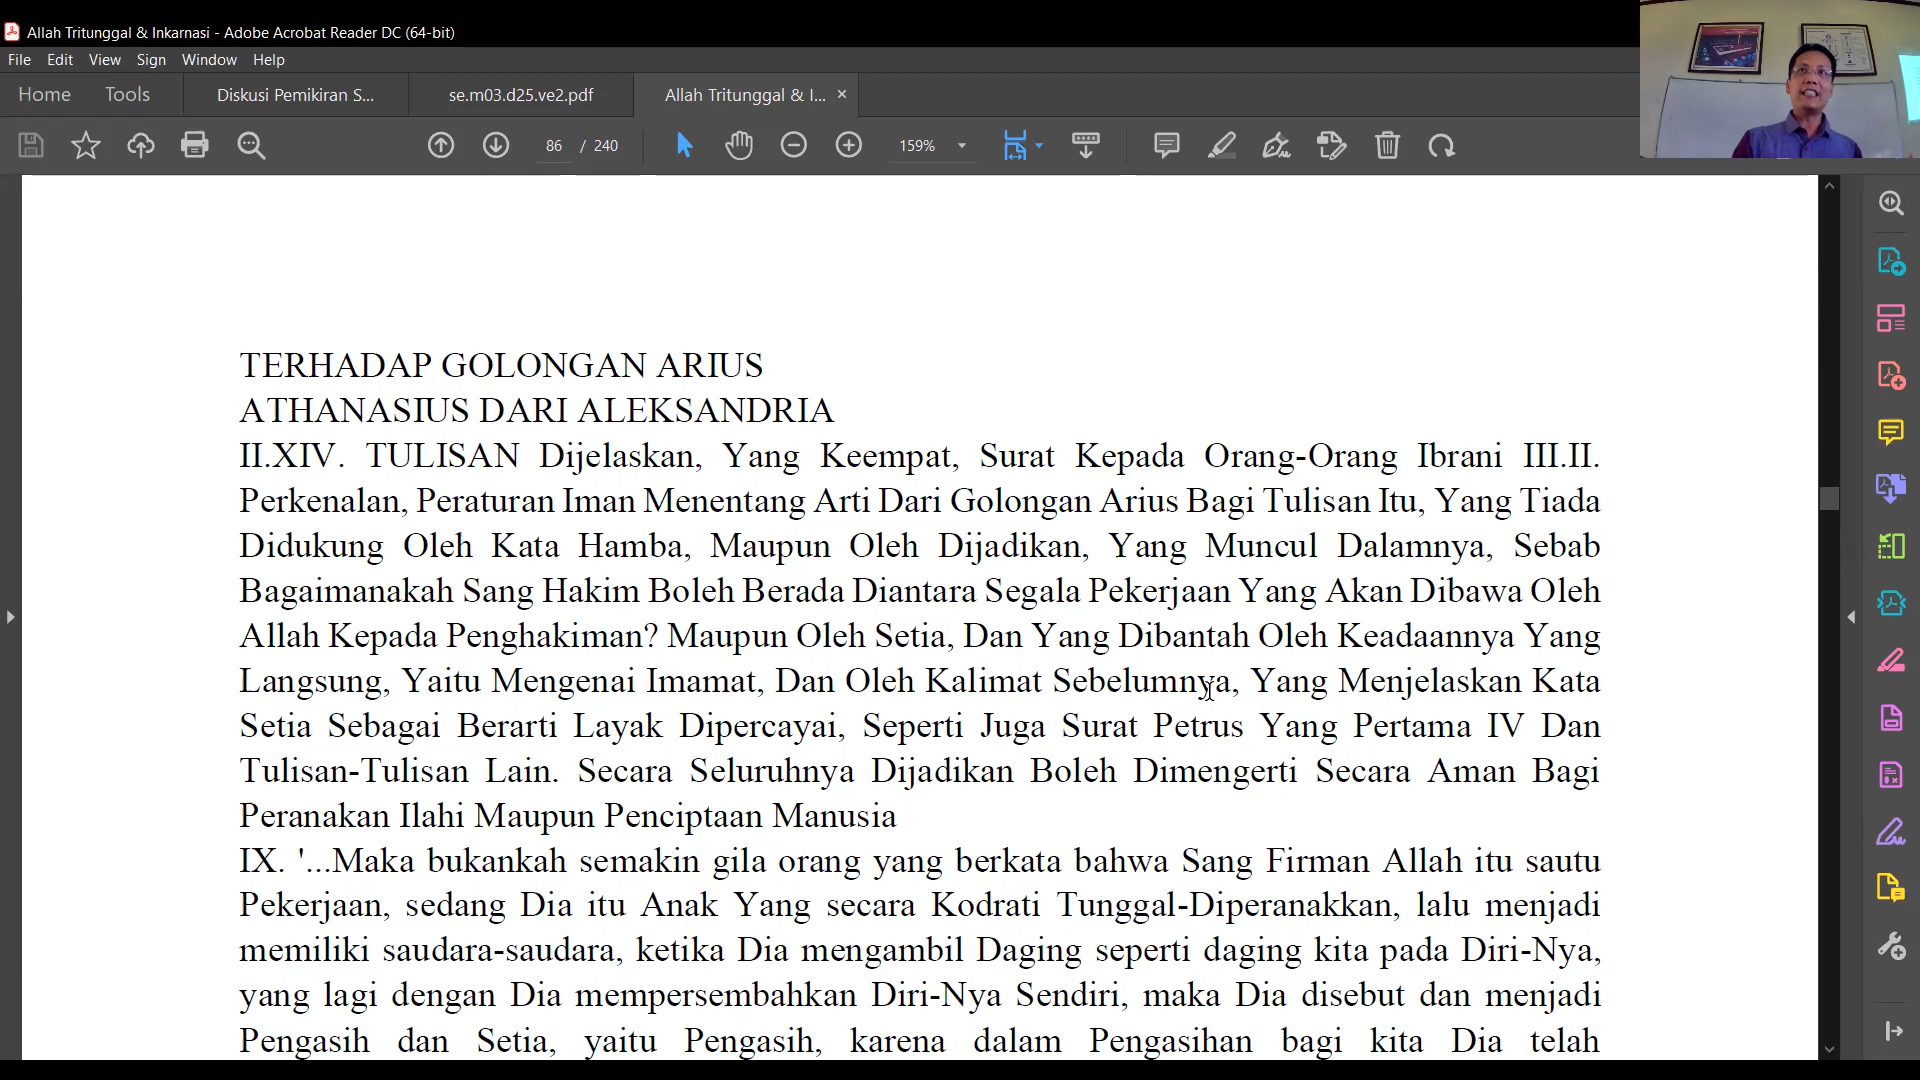 Allah Tritunggal & Inkarnasi - Adobe Acrobat Reader DC (64-bit)
File Edit View Sign Window Help
Home Tools Diskusi Pemikiran S... se.m03.d25.ve2.pdf Allah Tritunggal & I... ×
86 / 240 159%
TERHADAP GOLONGAN ARIUS
ATHANASIUS DARI ALEKSANDRIA
II.XIV. TULISAN Dijelaskan, Yang Keempat, Surat Kepada Orang-Orang Ibrani III.II.
Perkenalan, Peraturan Iman Menentang Arti Dari Golongan Arius Bagi Tulisan Itu, Yang Tiada
Didukung Oleh Kata Hamba, Maupun Oleh Dijadikan, Yang Muncul Dalamnya, Sebab
Bagaimanakah Sang Hakim Boleh Berada Diantara Segala Pekerjaan Yang Akan Dibawa Oleh
Allah Kepada Penghakiman? Maupun Oleh Setia, Dan Yang Dibantah Oleh Keadaannya Yang
Langsung, Yaitu Mengenai Imamat, Dan Oleh Kalimat Sebelumnya, Yang Menjelaskan Kata
Setia Sebagai Berarti Layak Dipercayai, Seperti Juga Surat Petrus Yang Pertama IV Dan
Tulisan-Tulisan Lain. Secara Seluruhnya Dijadikan Boleh Dimengerti Secara Aman Bagi
Peranakan Ilahi Maupun Penciptaan Manusia
IX. '...Maka bukankah semakin gila orang yang berkata bahwa Sang Firman Allah itu sautu
Pekerjaan, sedang Dia itu Anak Yang secara Kodrati Tunggal-Diperanakkan, lalu menjadi
memiliki saudara-saudara, ketika Dia mengambil Daging seperti daging kita pada Diri-Nya,
yang lagi dengan Dia mempersembahkan Diri-Nya Sendiri, maka Dia disebut dan menjadi
Pengasih dan Setia, yaitu Pengasih, karena dalam Pengasihan bagi kita Dia telah